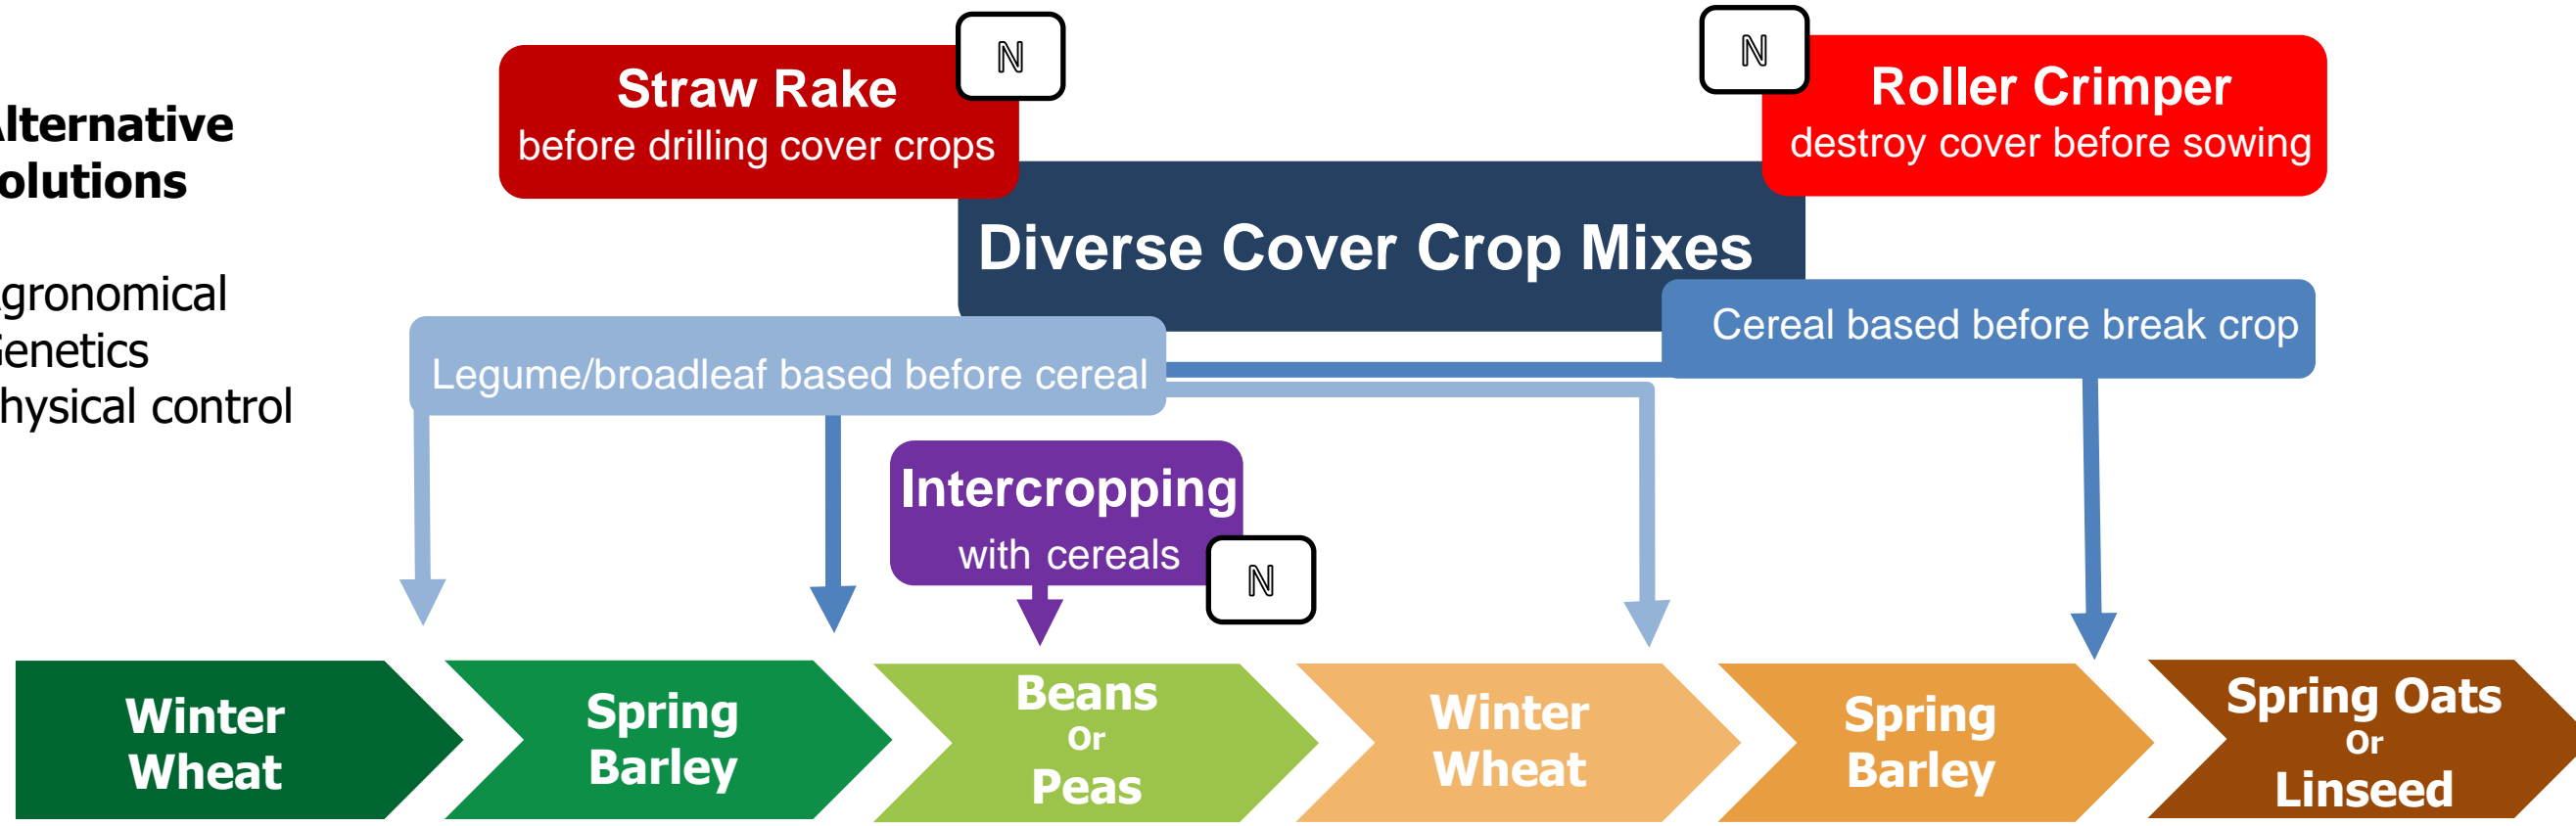 lternative
olutions
gronomical
enetics
hysical control
Straw Rake
before drilling cover crops
ℕ
ℕ
Roller Crimper
destroy cover before sowing
Diverse Cover Crop Mixes
Legume/broadleaf based before cereal
Cereal based before break crop
Intercropping
with cereals
ℕ
Winter
Wheat
Spring
Barley
Beans
Or
Peas
Winter
Wheat
Spring
Barley
Spring Oats
Or
Linseed